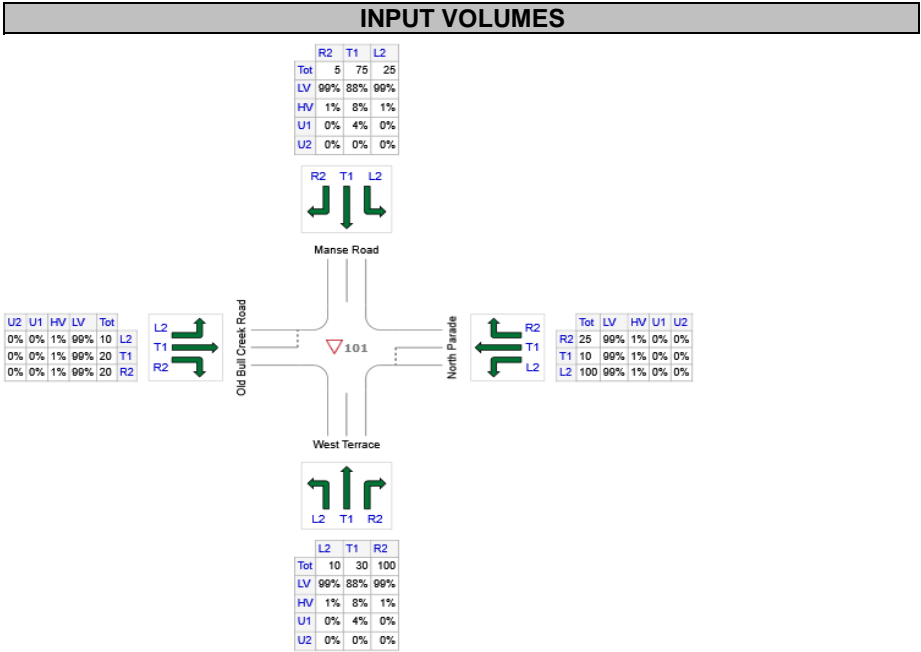 INPUT VOLUMES
R2 T1 L2
Tot 5 75 25
LV 99% 88% 99%
HV 1% 8% 1%
U1 0% 4% 0%
U2 0% 0% 0%
R2 T1 L2
Manse Road
U2 U1 HV LV Tot
0% 0% 1% 99% 10 L2
0% 0% 1% 99% 20 T1
0% 0% 1% 99% 20 R2
L2
T1
R2
Old Bull Creek Road
101
North Parade
R2
T1
L2
Tot LV HV U1 U2
R2 25 99% 1% 0% 0%
T1 10 99% 1% 0% 0%
L2 100 99% 1% 0% 0%
West Terrace
L2 T1 R2
L2 T1 R2
Tot 10 30 100
LV 99% 88% 99%
HV 1% 8% 1%
U1 0% 4% 0%
U2 0% 0% 0%